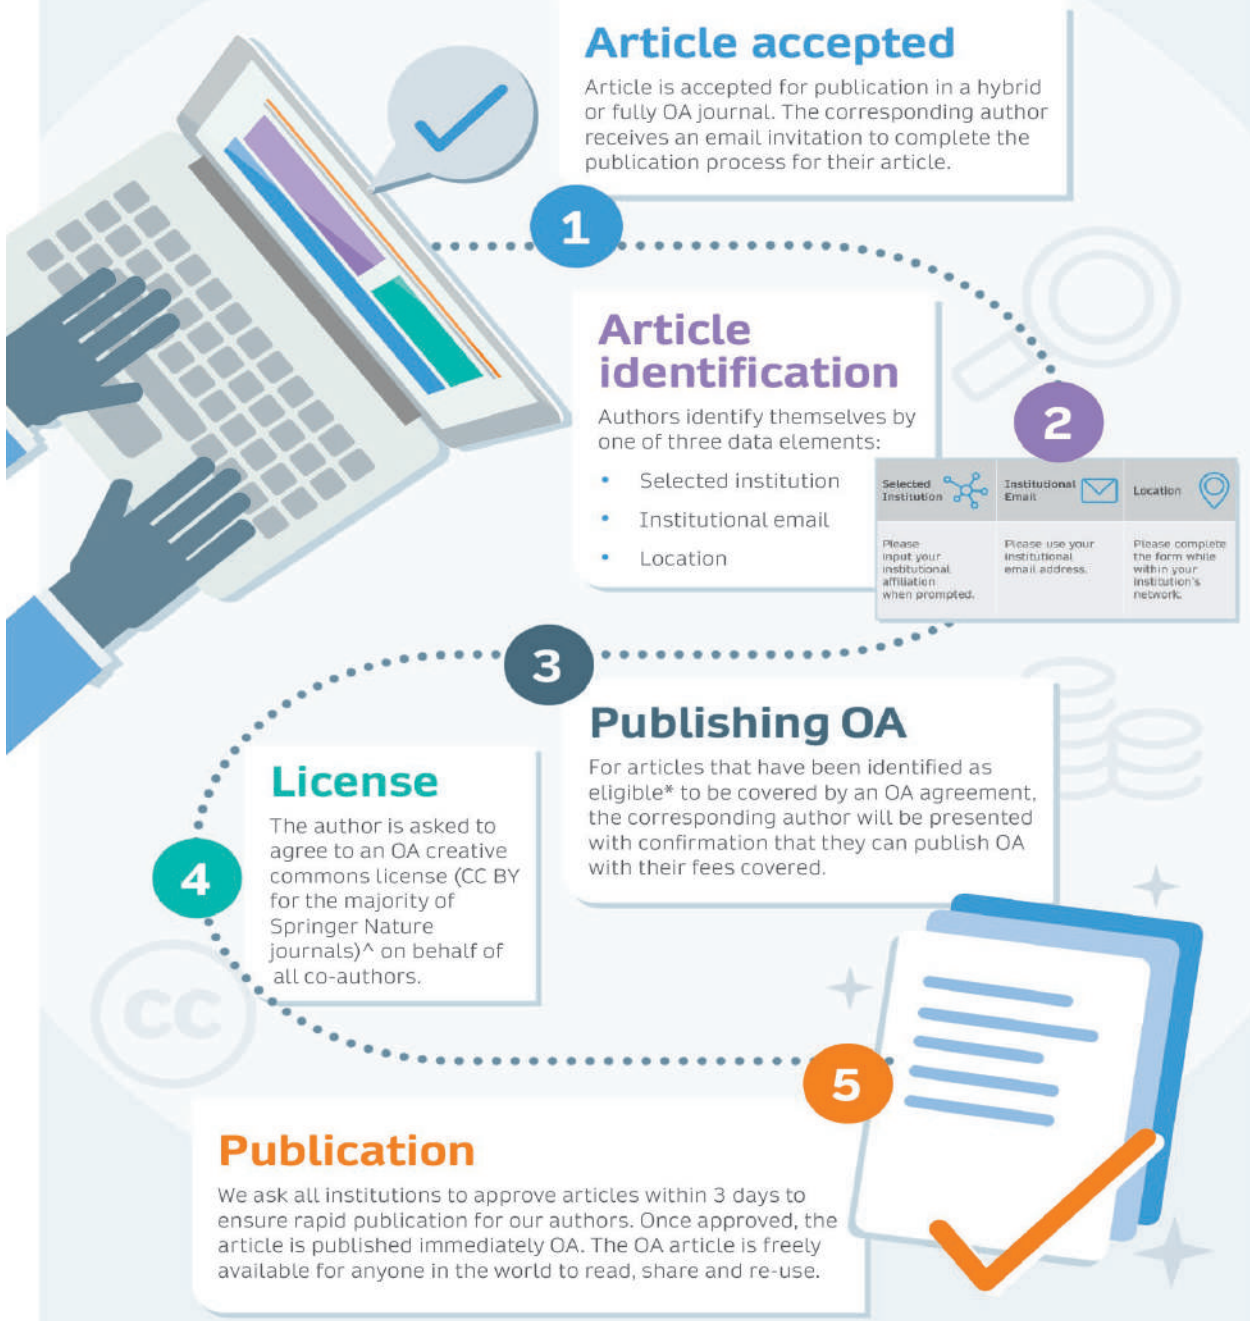 Article accepted
Article is accepted for publication in a hybrid
or fully OA journal. The corresponding author
receives an email invitation to complete the
publication process for their article.
1
Article
identification
Authors identify themselves by
one of three data elements:
• Selected institution
• Institutional email
• Location
2
Selected
Institution
Institutional
Email
Location
Please
input your
institutional
affiliation
when prompted.
Please use your
institutional
email address.
Please complete
the form while
within your
institution's
network.
3
Publishing OA
For articles that have been identified as
eligible* to be covered by an OA agreement,
the corresponding author will be presented
with confirmation that they can publish OA
with their fees covered.
License
The author is asked to
agree to an OA creative
commons license (CC BY
for the majority of
Springer Nature
journals)^ on behalf of
all co-authors.
4
cc
5
Publication
We ask all institutions to approve articles within 3 days to
ensure rapid publication for our authors. Once approved, the
article is published immediately OA. The OA article is freely
available for anyone in the world to read, share and re-use.